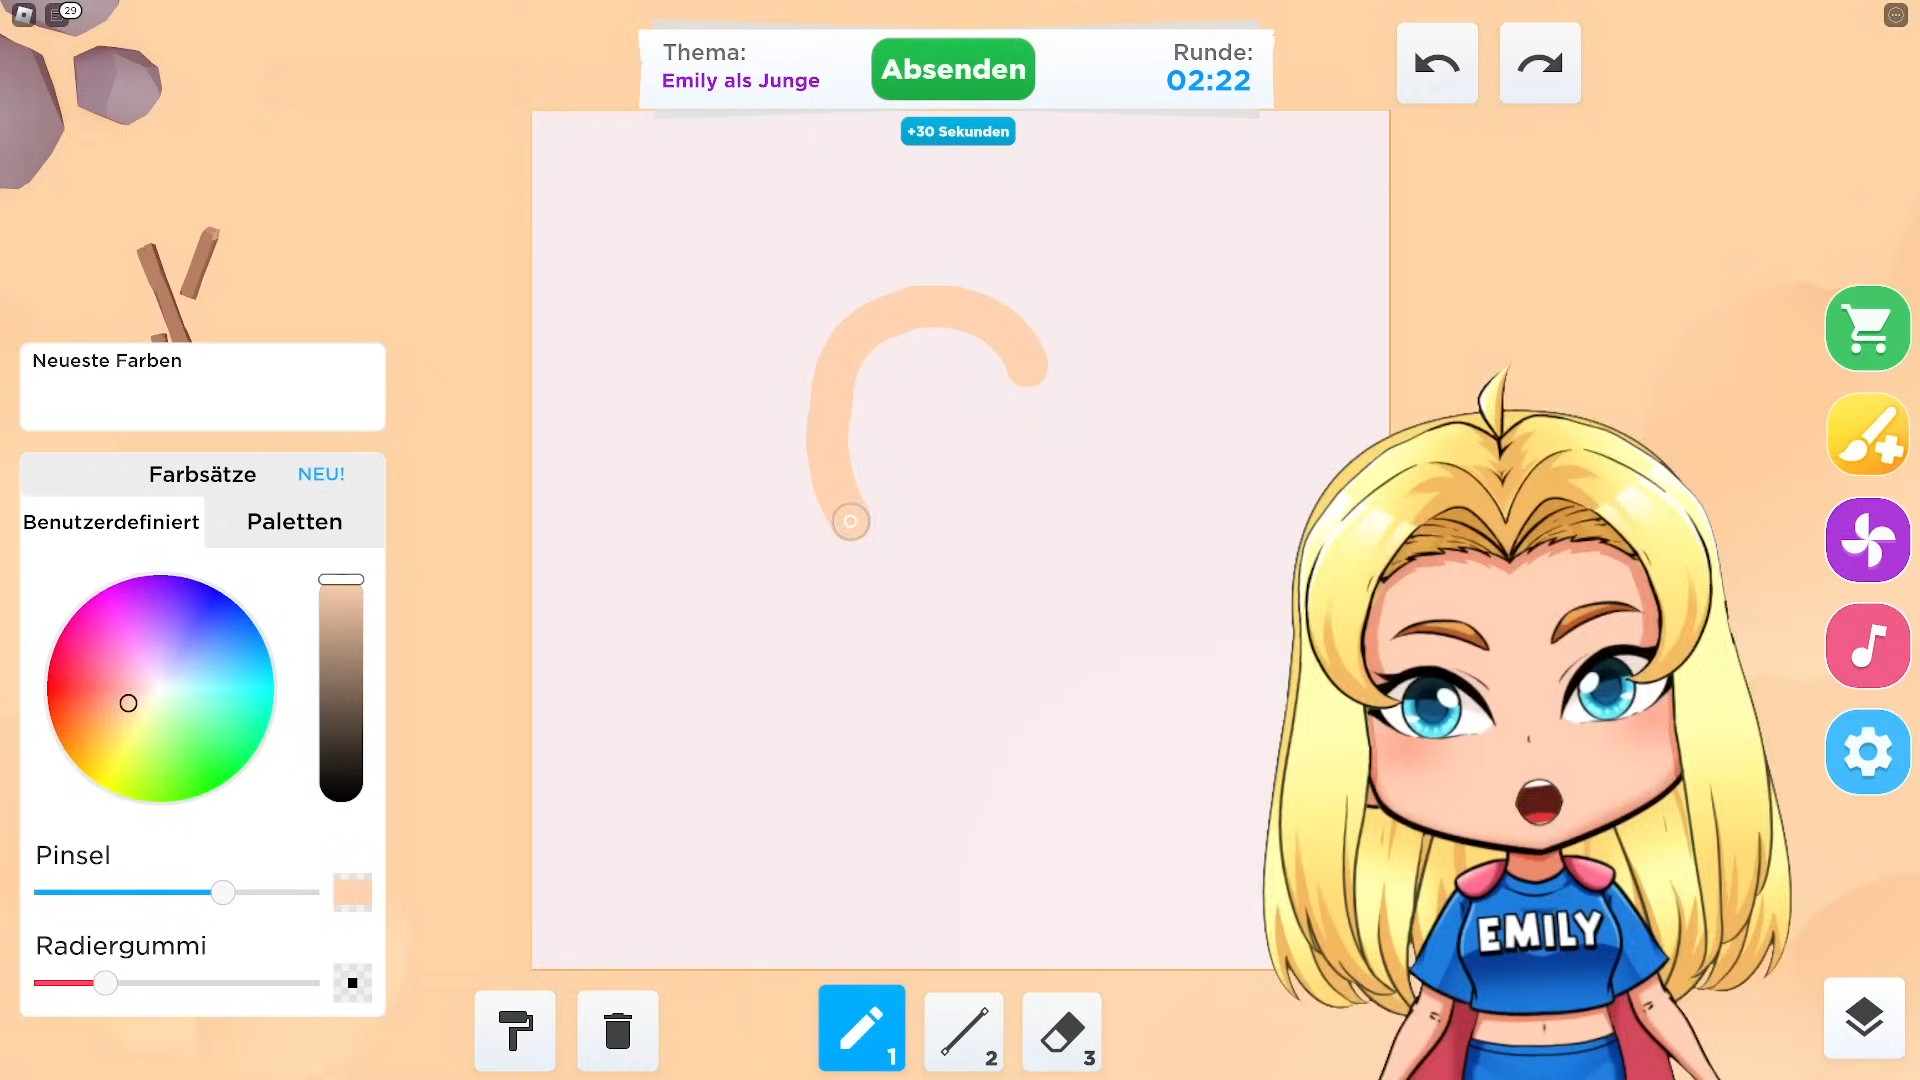 29
Thema:
Emily als Junge
Absenden
Runde:
02:22
+30 Sekunden
Neueste Farben
Farbsätze NEU!
Benutzerdefiniert Paletten
Pinsel
Radiergummi
1
2
3
EMILY